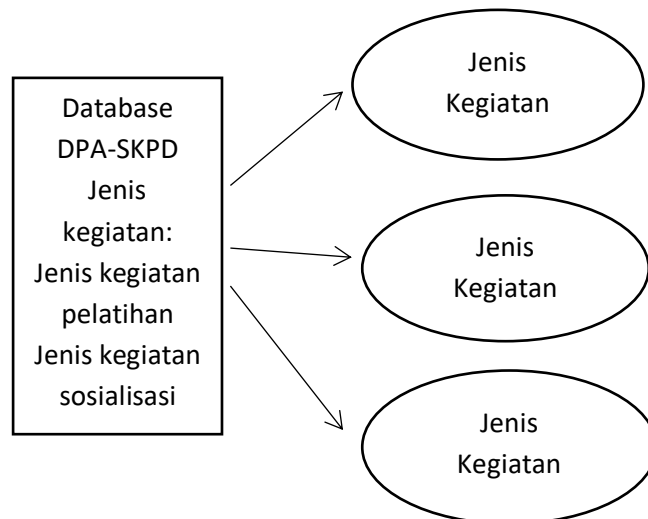 Database
DPA-SKPD
Jenis
kegiatan:
Jenis kegiatan
pelatihan
Jenis kegiatan
sosialisasi
Jenis
Kegiatan
Jenis
Kegiatan
Jenis
Kegiatan